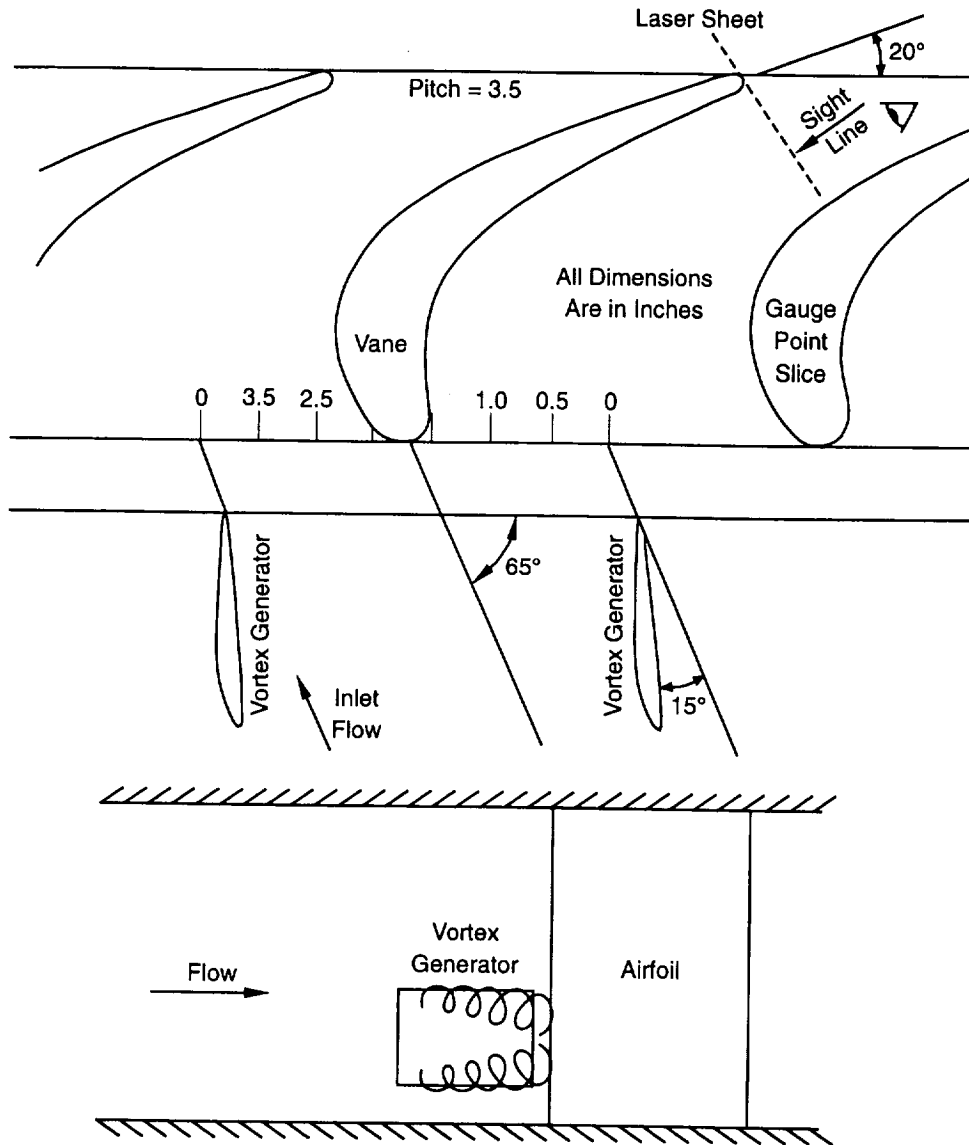 Laser Sheet
20°
Pitch = 3.5
Sight
Line
All Dimensions
Are in Inches
Gauge
Point
Slice
Vane
0
3.5
2.5
1.0
0.5
0
65°
Vortex Generator
Vortex Generator
15°
Inlet
Flow
Vortex
Generator
Flow
Airfoil